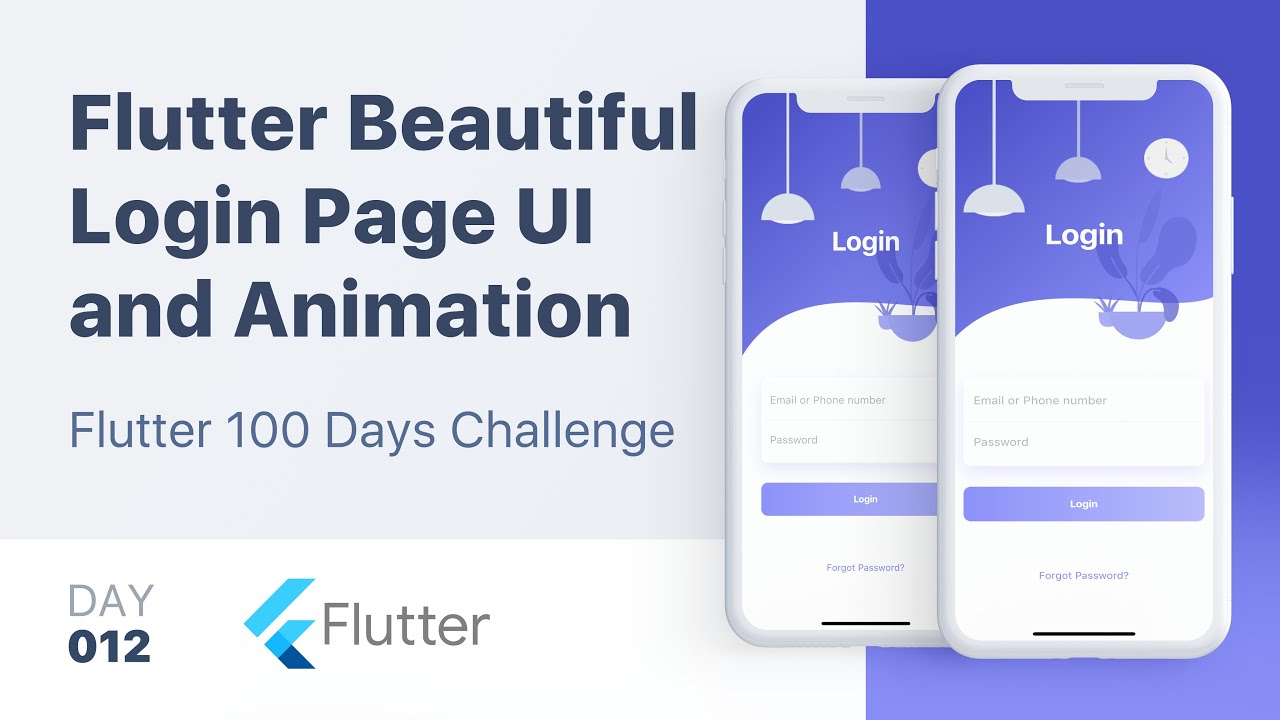 Flutter Beautiful
Login Page UI
and Animation
Flutter 100 Days Challenge
DAY
012
Flutter
Login
Email or Phone number
Password
Login
Forgot Password?
Login
Email or Phone number
Password
Login
Forgot Password?